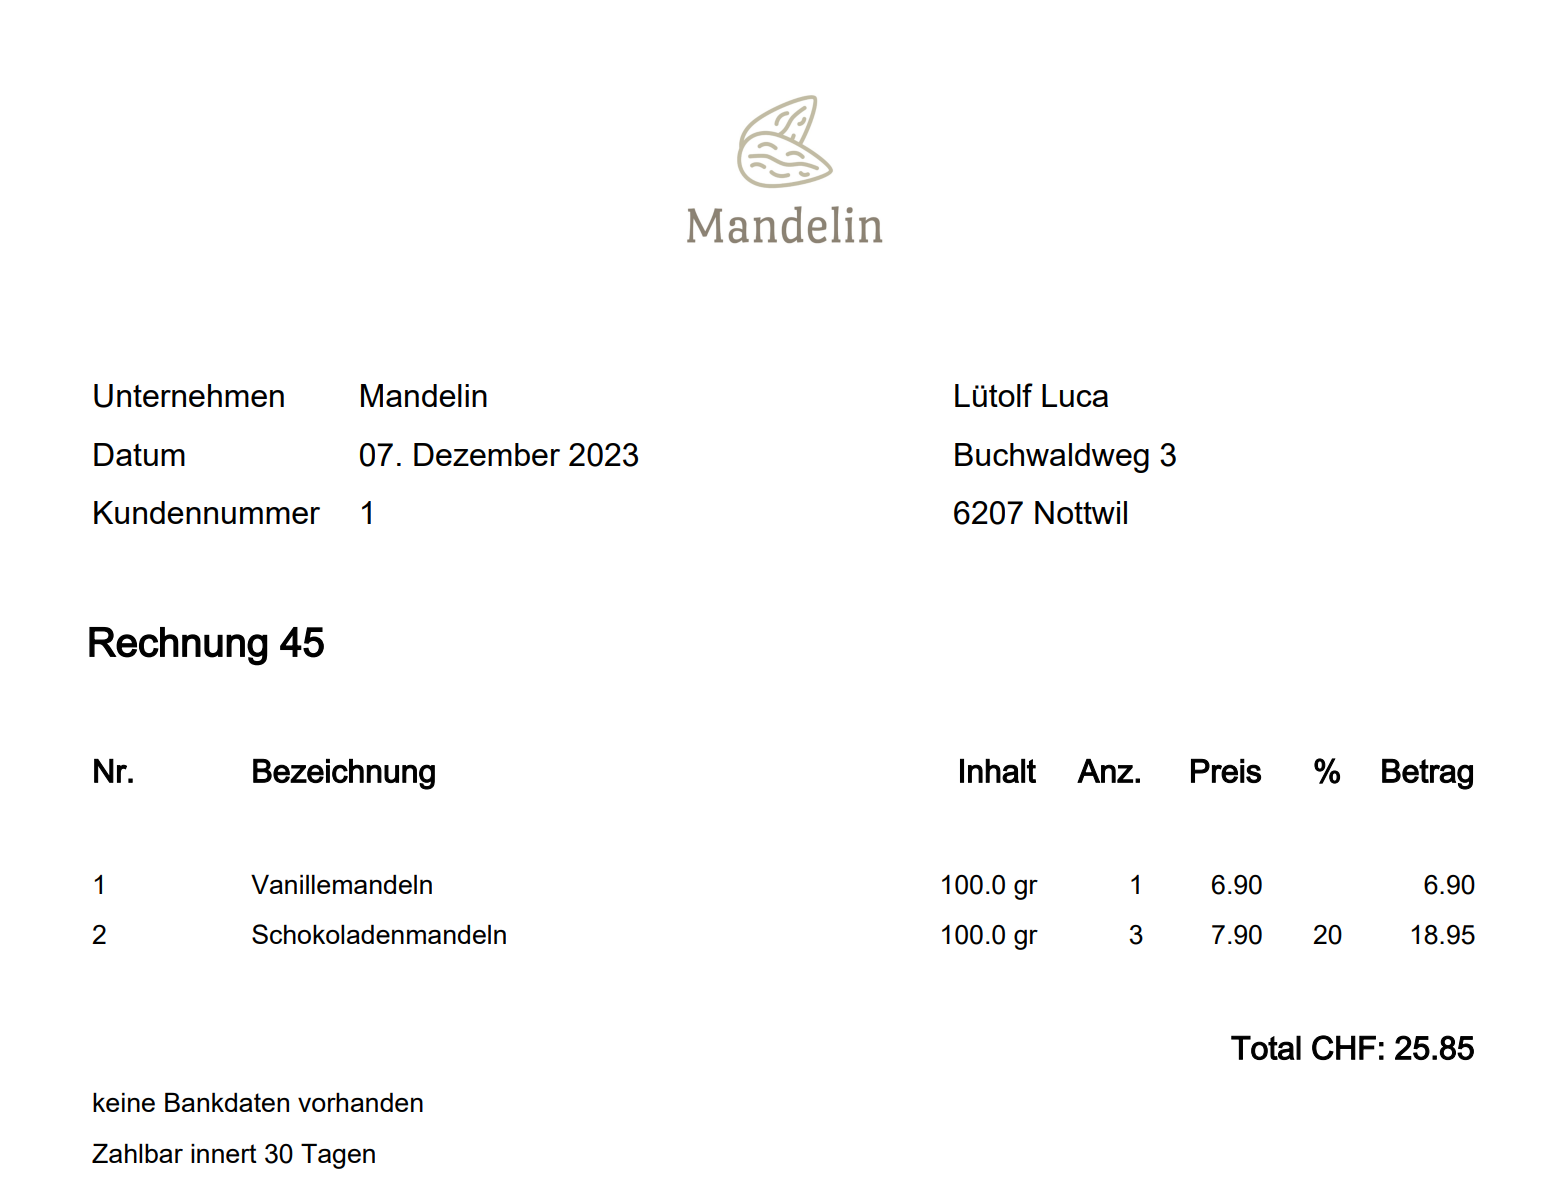 Mandelin
Unternehmen Mandelin Lütolf Luca
Datum 07. Dezember 2023 Buchwaldweg 3
Kundennummer 1 6207 Nottwil
Rechnung 45
Nr. Bezeichnung Inhalt Anz. Preis % Betrag
1 Vanillemandeln 100.0 gr 1 6.90 6.90
2 Schokoladenmandeln 100.0 gr 3 7.90 20 18.95
Total CHF: 25.85
keine Bankdaten vorhanden
Zahlbar innert 30 Tagen